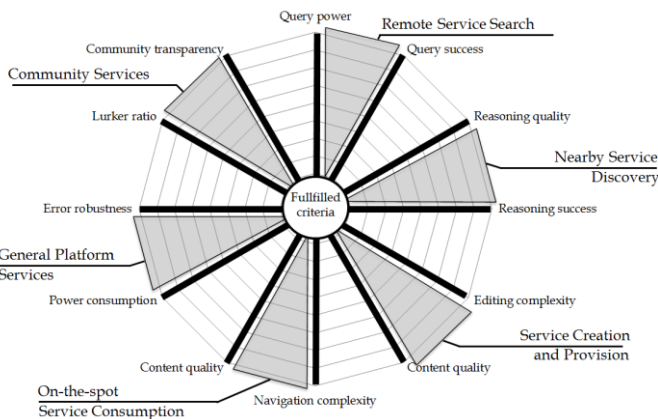 Query power
Remote Service Search
Community transparency
Query success
Community Services
Lurker ratio
Reasoning quality
Nearby Service
Discovery
Fullfilled
criteria
Error robustness
Reasoning success
General Platform
Services
Power consumption
Editing complexity
Service Creation
and Provision
Content quality
Content quality
On-the-spot
Service Consumption
Navigation complexity